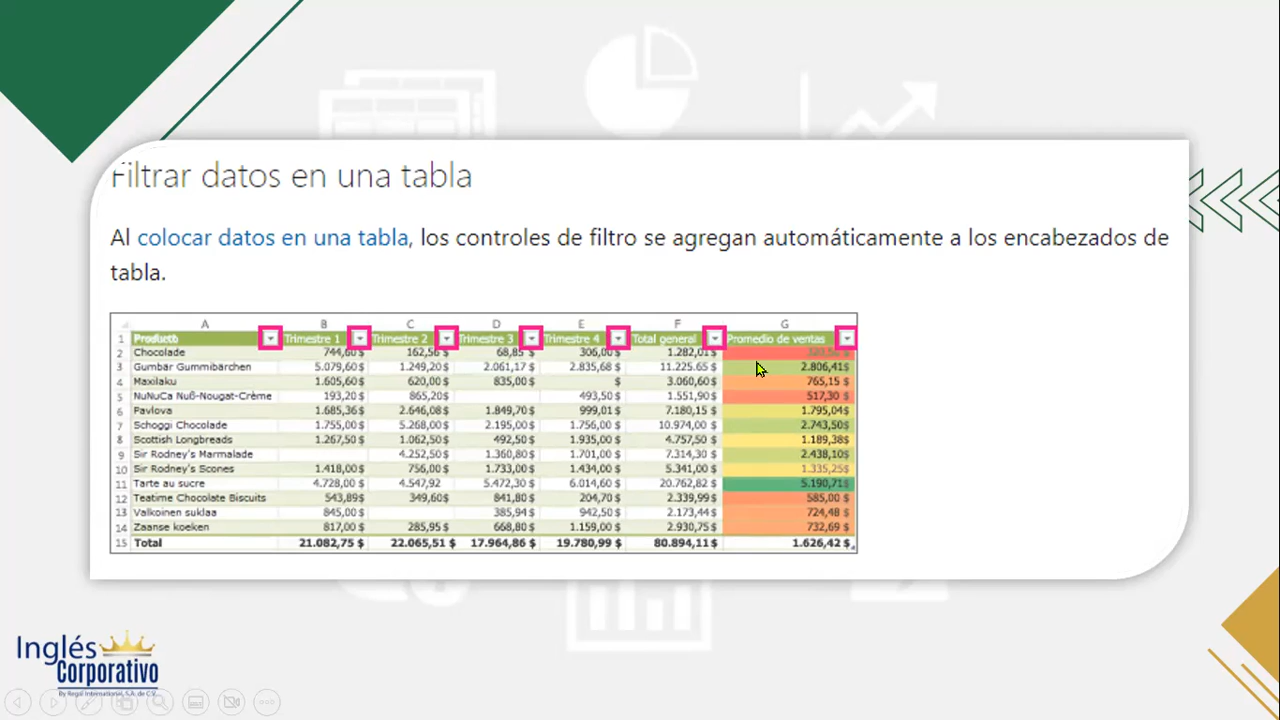 Filtrar datos en una tabla
Al colocar datos en una tabla, los controles de filtro se agregan automáticamente a los encabezados de
tabla.
A B C D E F G
1 Producto Trimestre 1 Trimestre 2 Trimestre 3 Trimestre 4 Total general Promedio de ventas
2 Chocolade 744,60 $ 162,56 $ 68,85 $ 306,00 $ 1.282,01 $
3 Gumbär Gummibärchen 5.079,60 $ 1.249,20 $ 2.061,17 $ 2.835,68 $ 11.225.65 $ 2.806,41$
4 Maxilaku 1.605,60 $ 620,00 $ 835,00 $ $ 3.060,60 $ 765,15 $
5 NuNuCa Nuß-Nougat-Crème 193,20 $ 865,20 $ 493,50 $ 1.551,90 $ 517,30 $
6 Pavlova 1.685,36 $ 2.646,08 $ 1.849,70 $ 999,01 $ 7.180,15 $ 1.795,04$
7 Schoggi Chocolade 1.755,00 $ 5.268,00 $ 2.195,00 $ 1.756,00 $ 10.974,00 $ 2.743,50$
8 Scottish Longbreads 1.267,50 $ 1.062,50 $ 492,50 $ 1.935,00 $ 4.757,50 $ 1.189,38$
9 Sir Rodney's Marmalade 4.252,50 $ 1.360,80 $ 1.701,00 $ 7.314,30 $ 2.438,10$
10 Sir Rodney's Scones 1.418,00 $ 756,00 $ 1.733,00 $ 1.434,00 $ 5.341,00 $ 1.335,25$
11 Tarte au sucre 4.728,00 $ 4.547,92 5.472,30 $ 6.014,60 $ 20.762,82 $ 5.190,71$
12 Teatime Chocolate Biscuits 543,89$ 349,60$ 841,80 $ 204,70 $ 2.339,99 $ 585,00 $
13 Valkoinen suklaa 845,00 $ 385,94 $ 942,50 $ 2.173,44 $ 724,48 $
14 Zaanse koeken 817,00 $ 285,95 $ 668,80 $ 1.159,00 $ 2.930,75 $ 732,69 $
15 Total 21.082,75 $ 22.065,51 $ 17.964,86 $ 19.780,99 $ 80.894,11 $ 1.626,42 $
Inglés
Corporativo
By Regal International, S.A. de C.V.